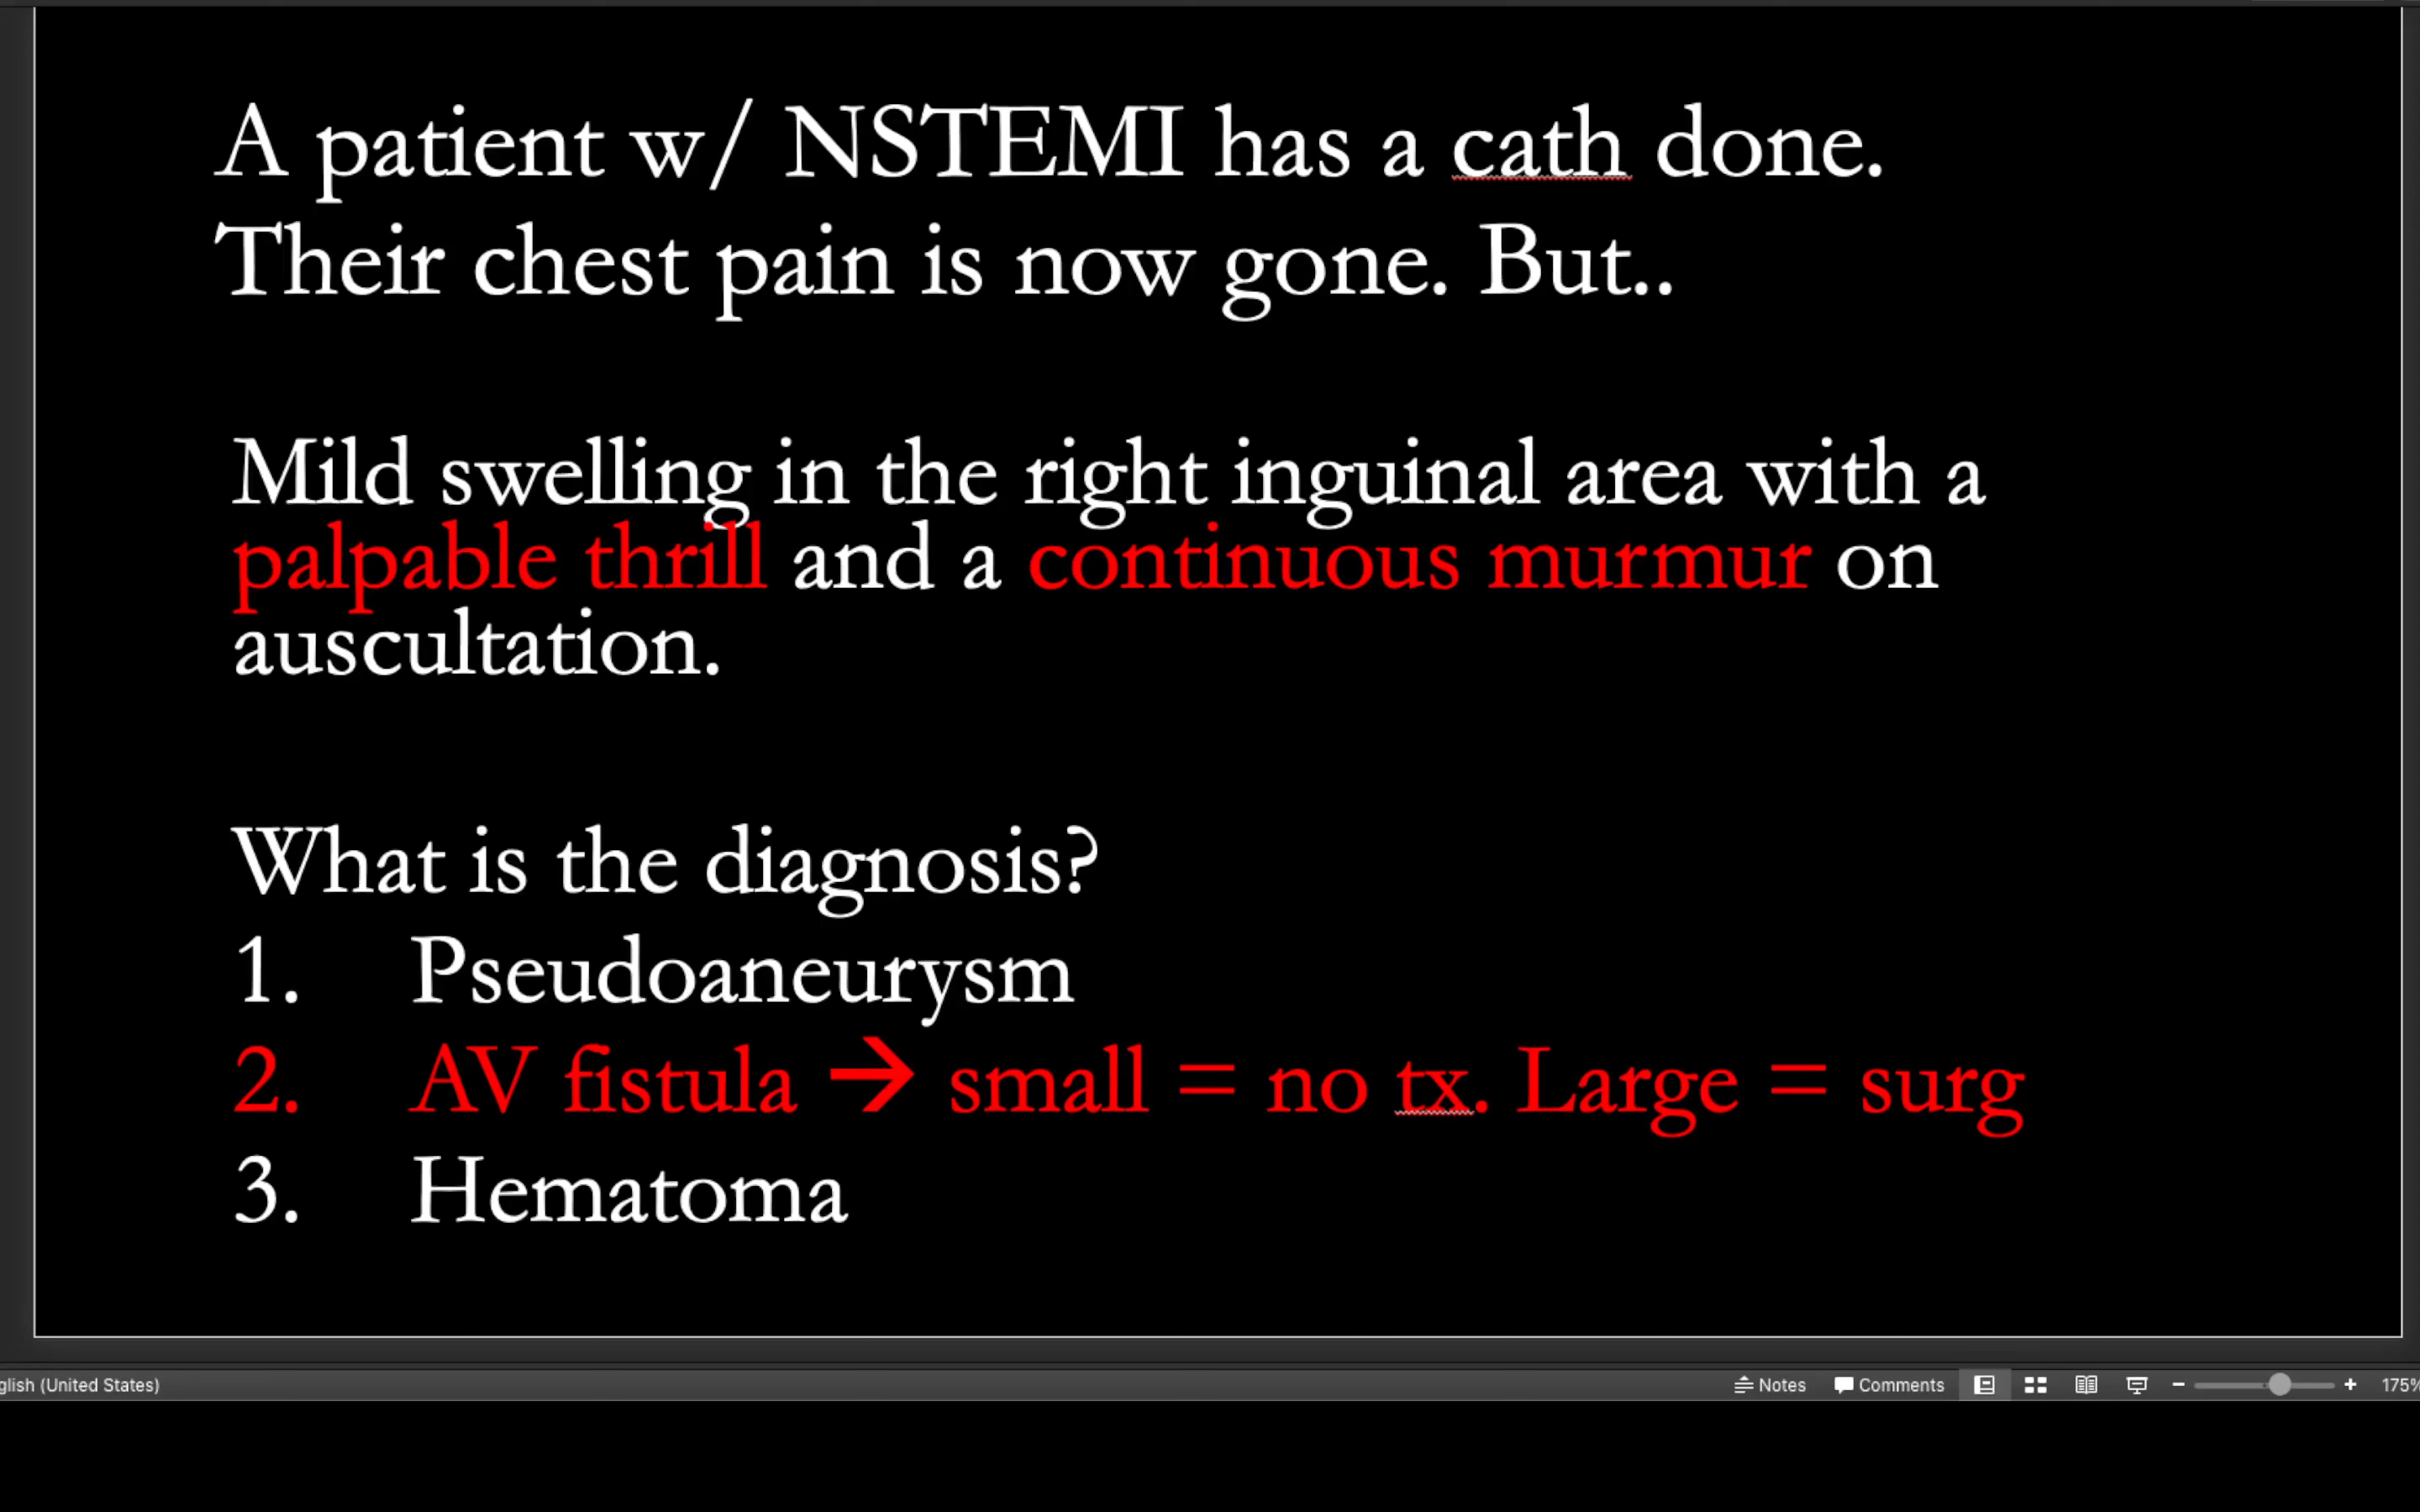 A patient w/ NSTEMI has a cath done.
Their chest pain is now gone. But..
Mild swelling in the right inguinal area with a
palpable thrill and a continuous murmur on
auscultation.
What is the diagnosis?
1. Pseudoaneurysm
2. AV fistula → small = no tx. Large = surg
3. Hematoma
glish (United States) Notes Comments 175%